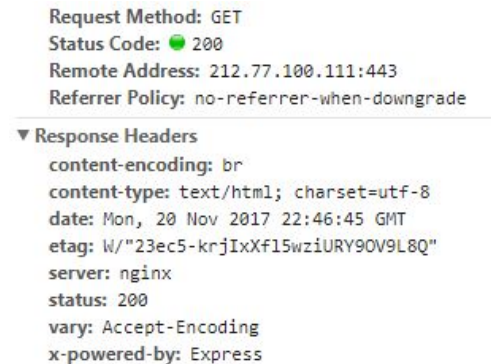 Request Method: GET
Status Code: 200
Remote Address: 212.77.100.111:443
Referrer Policy: no-referrer-when-downgrade
Response Headers
content-encoding: br
content-type: text/html; charset=utf-8
date: Mon, 20 Nov 2017 22:46:45 GMT
etag: W/"23ec5-krjIxXfl5wziURY9OV9L8Q"
server: nginx
status: 200
vary: Accept-Encoding
x-powered-by: Express